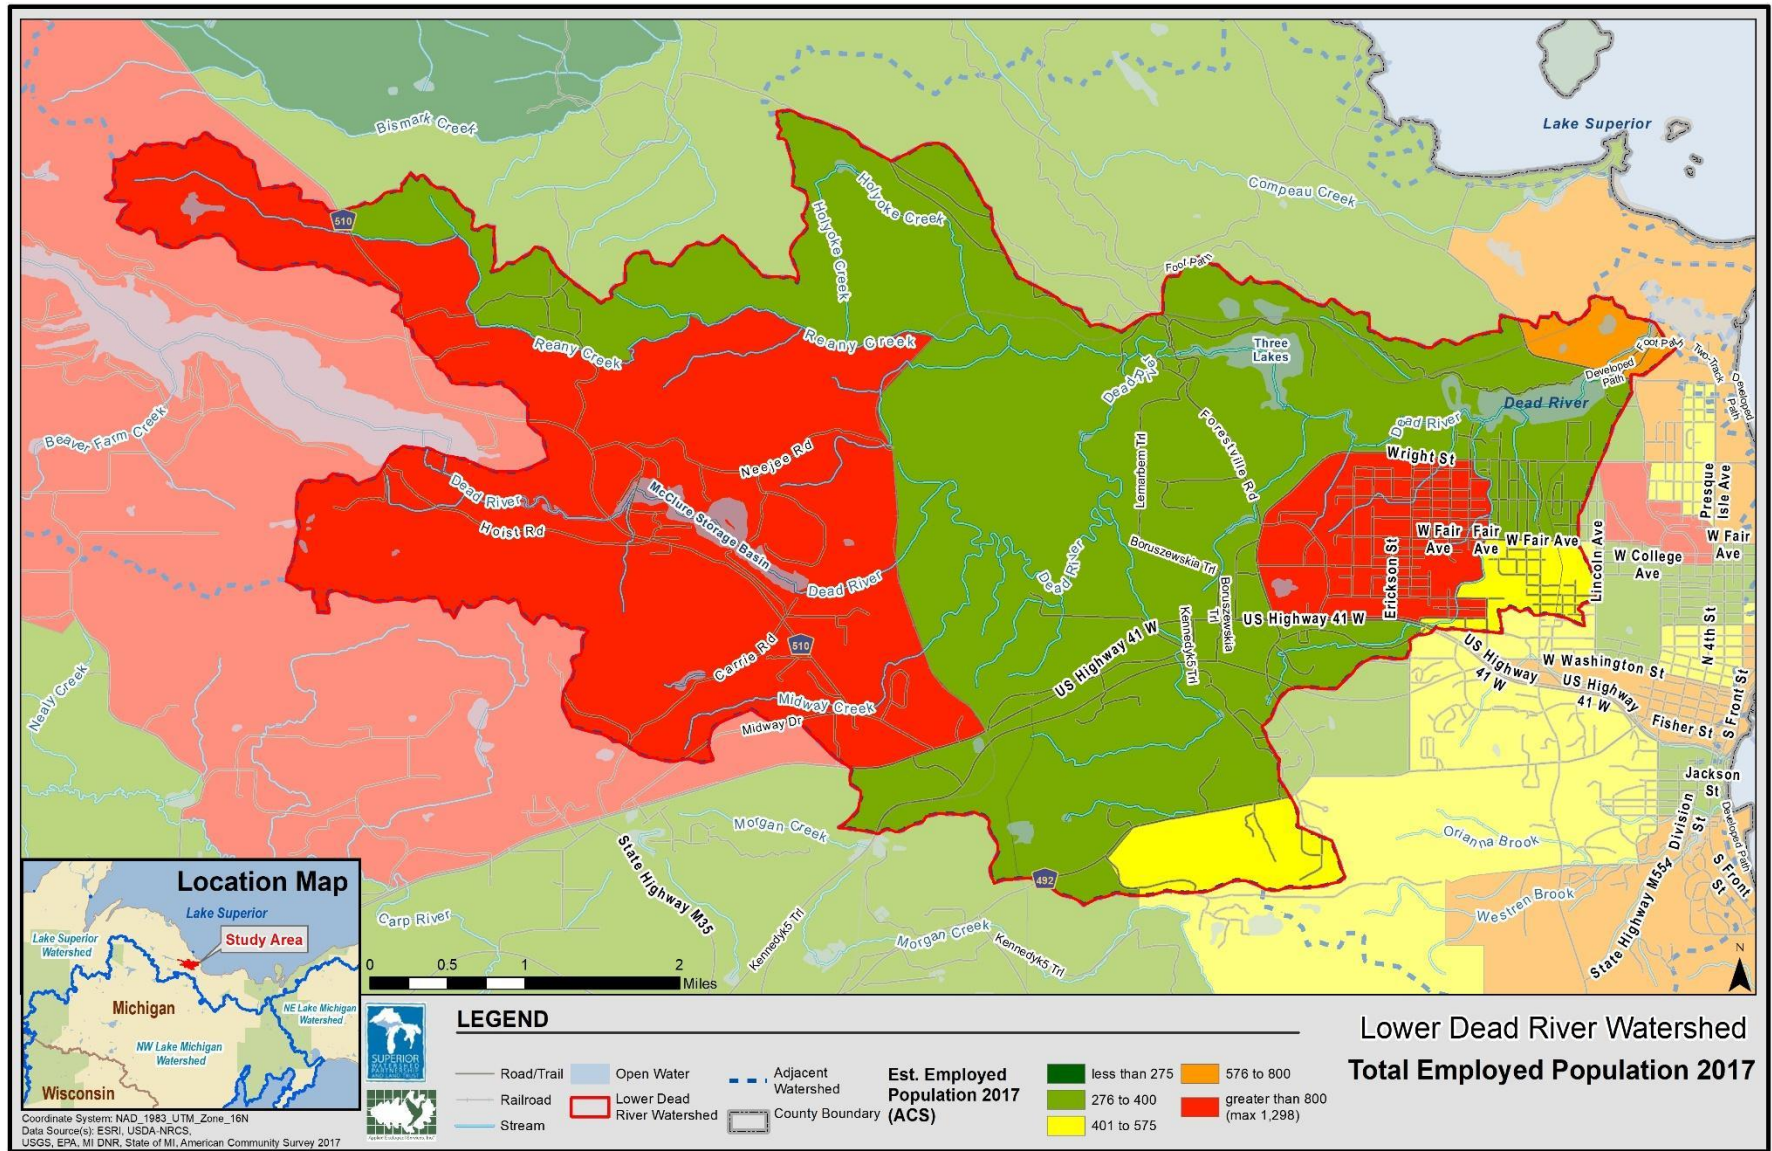 Bismark Creek
Lake Superior
Compeau Creek
510
Holyoke Creek
Holyoke Creek
Foot Path
Reany Creek
Reany Creek
Three
Lakes
Dead River
Foot Path
Two-Track
Developed
Path
Developed
Path
Dead River
Dead River
Beaver Farm Creek
Neejee Rd
Lemarbem Trl
Forestville Rd
Wright St
Presque
Isle Ave
Dead River
McClure Storage Basin
Hoist Rd
W Fair
Ave
Fair
Ave
W Fair Ave
W Fair
Ave
Lincoln Ave
W College
Ave
Boruszewskia Trl
Dead River
Dead River
Erickson St
Boruszewskia
Trl
Kennedyk5 Trl
US Highway 41 W
US Highway 41 W
N 4th St
510
Carrie Rd
US Highway
41 W
W Washington St
US Highway
41 W
Nealy Creek
Midway Creek
Midway Dr
Fisher St
S Front St
Jackson
St
Morgan Creek
Orianna Brook
Division
St
Developed Path
State Highway M35
492
S Front
St
Carp River
Kennedyk5 Trl
Morgan Creek
Kennedyk5 Trl
Westren Brook
State Highway M554
Location Map
Lake Superior
Lake Superior
Watershed
Study Area
Michigan
NE Lake Michigan
Watershed
NW Lake Michigan
Watershed
Wisconsin
0 0.5 1 2
Miles
N
Coordinate System: NAD_1983_UTM_Zone_16N
Data Source(s): ESRI, USDA-NRCS,
USGS, EPA, MI DNR, State of MI, American Community Survey 2017
SUPERIOR
WATERSHED
PARTNERSHIP
AND LAND TRUST
Applied Ecological Services, Inc.
LEGEND
Road/Trail
Railroad
Stream
Open Water
Lower Dead
River Watershed
Adjacent
Watershed
County Boundary
Est. Employed
Population 2017
(ACS)
less than 275
276 to 400
401 to 575
576 to 800
greater than 800
(max 1,298)
Lower Dead River Watershed
Total Employed Population 2017